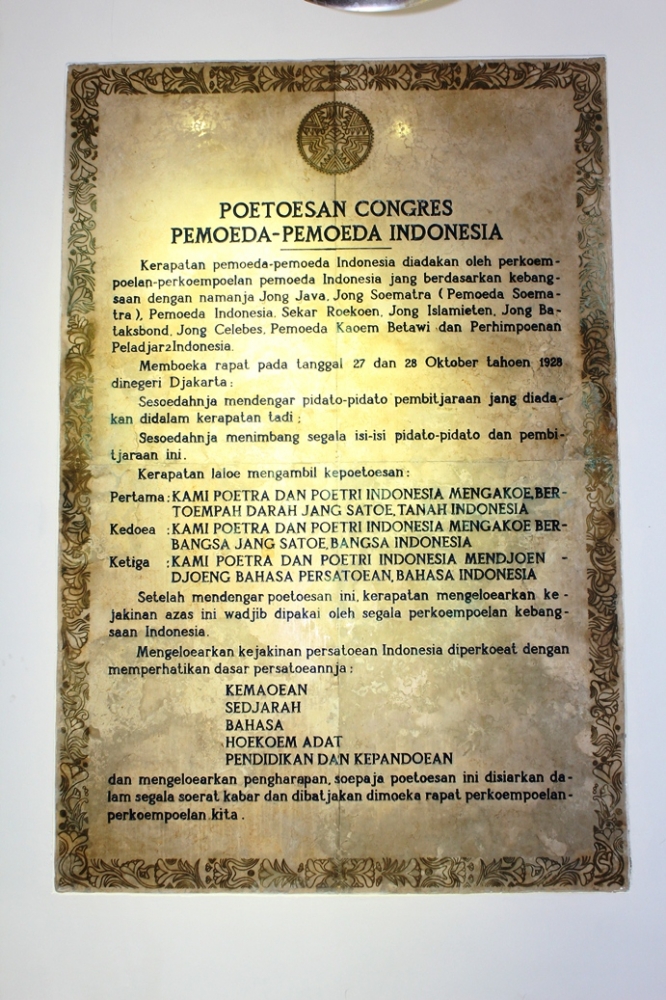 POETOESAN CONGRES
PEMOEDA-PEMOEDA INDONESIA
Kerapatan pemoeda-pemoeda Indonesia diadakan oleh perkoem-
poelan-perkoempoelan pemoeda Indonesia jang berdasarkan kebang-
saan dengan namanja Jong Java, Jong Soematra (Pemoeda Soema-
tra), Pemoeda Indonesia, Sekar Roekoen, Jong Islamieten, Jong Ba-
taksbond, Jong Celebes, Pemoeda Kaoem Betawi dan Perhimpoenan
Peladjar2Indonesia.
Memboeka rapat pada tanggal 27 dan 28 Oktober tahoen 1928
dinegeri Djakarta:
Sesoedahnja mendengar pidato-pidato pembitjaraan jang diada-
kan didalam kerapatan tadi;
Sesoedahnja menimbang segala isi-isi pidato-pidato dan pembi-
tjaraan ini.
Kerapatan laloe mengambil kepoetoesan:
Pertama : KAMI POETRA DAN POETRI INDONESIA MENGAKOE,BER-
TOEMPAH DARAH JANG SATOE,TANAH INDONESIA
Kedoea : KAMI POETRA DAN POETRI INDONESIA MENGAKOE BER-
BANGSA JANG SATOE,BANGSA INDONESIA
Ketiga : KAMI POETRA DAN POETRI INDONESIA MENDJOEN -
DJOENG BAHASA PERSATOEAN,BAHASA INDONESIA
Setelah mendengar poetoesan ini, kerapatan mengeloearkan ke-
jakinan azas ini wadjib dipakai oleh segala perkoempoelan kebang-
saan Indonesia.
Mengeloearkan kejakinan persatoean Indonesia diperkoeat dengan
memperhatikan dasar persatoeannja:
KEMAOEAN
SEDJARAH
BAHASA
HOEKOEM ADAT
PENDIDIKAN DAN KEPANDOEAN
dan mengeloearkan pengharapan, soepaja poetoesan ini disiarkan da-
lam segala soerat kabar dan dibatjakan dimoeka rapat perkoempoelan-
perkoempoelan kita.